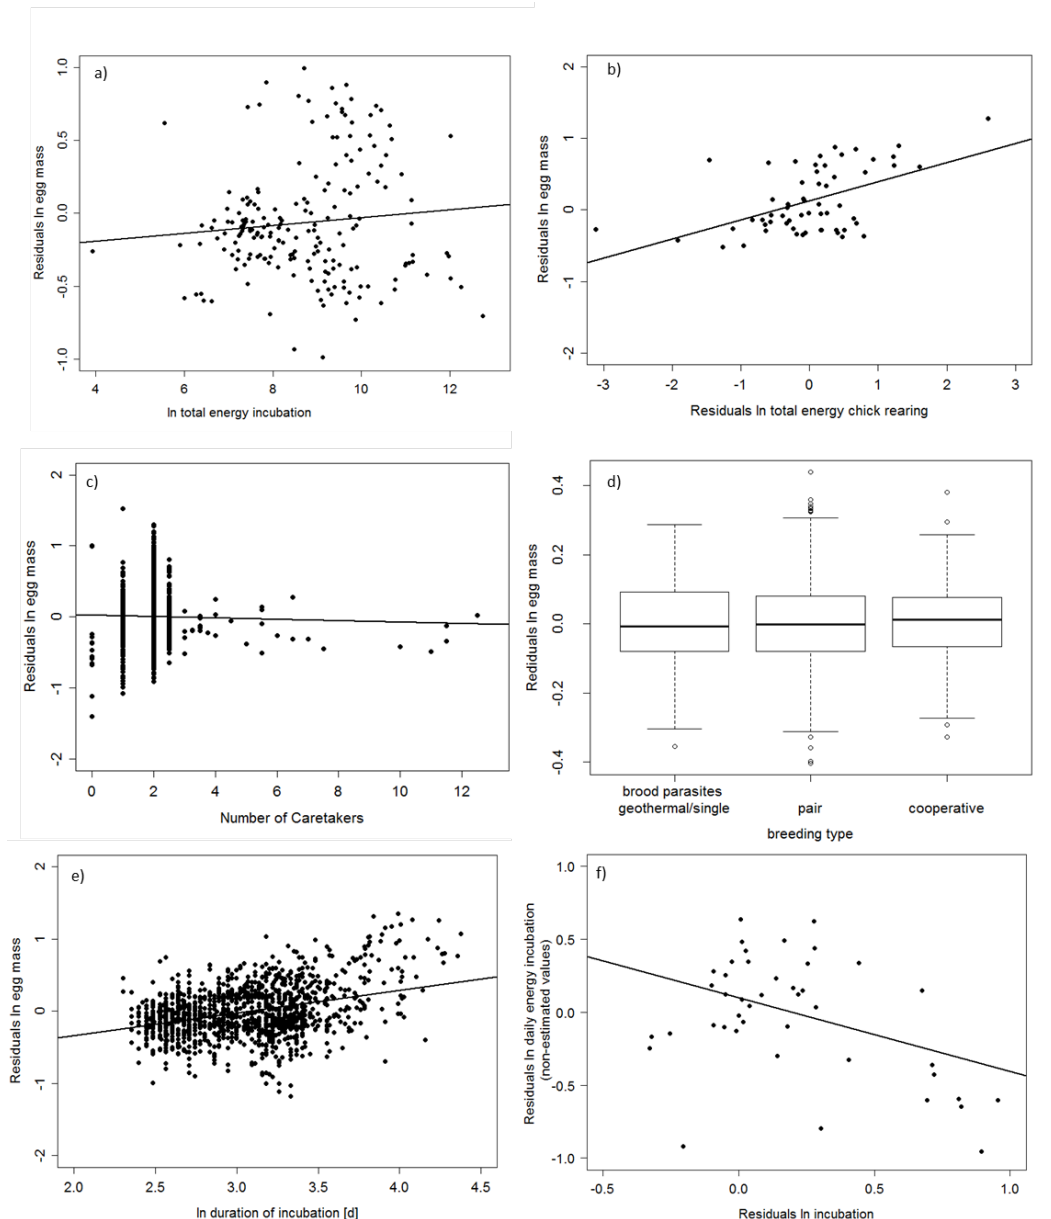 a)
Residuals ln egg mass
1.0
0.5
0.0
-0.5
-1.0
4 6 8 10 12
ln total energy incubation
b)
Residuals ln egg mass
2
1
0
-1
-2
-3 -2 -1 0 1 2 3
Residuals ln total energy chick rearing
c)
Residuals ln egg mass
2
1
0
-1
-2
0 2 4 6 8 10 12
Number of Caretakers
d)
Rediduals ln egg mass
0.4
0.2
0.0
-0.2
-0.4
brood parasites
geothermal/single pair cooperative
breeding type
e)
Residuals ln egg mass
2
1
0
-1
-2
2.0 2.5 3.0 3.5 4.0 4.5
ln duration of incubation [d]
f)
Residuals ln daily energy incubation
(non-estimated values)
1.0
0.5
0.0
-0.5
-1.0
-0.5 0.0 0.5 1.0
Residuals ln incubation